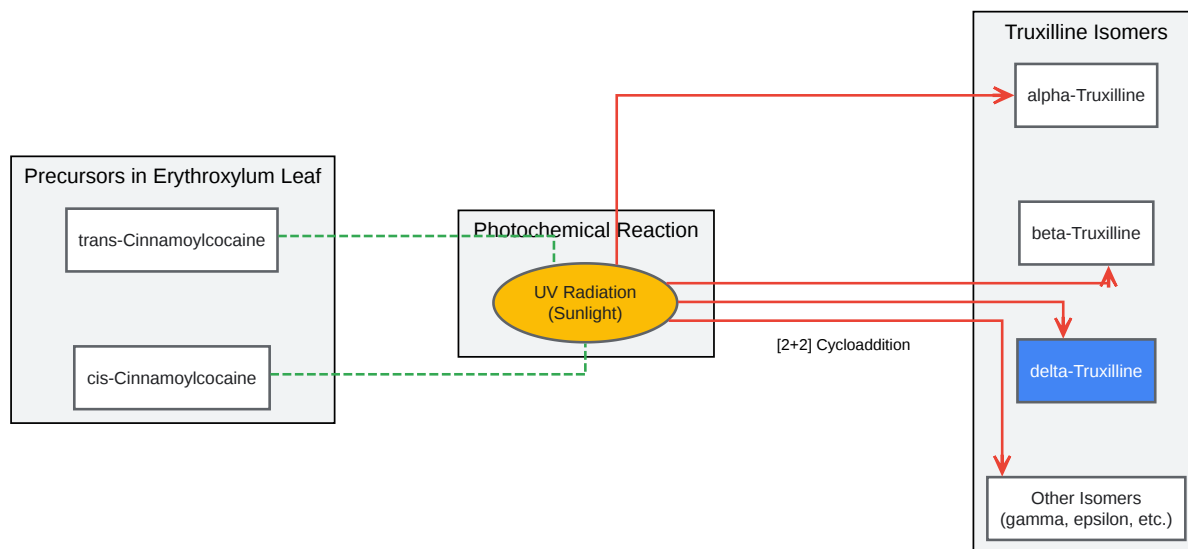 Precursors in Erythroxylum Leaf
trans-Cinnamoylcocaine
cis-Cinnamoylcocaine
Photochemical Reaction
UV Radiation
(Sunlight)
[2+2] Cycloaddition
Truxilline Isomers
alpha-Truxilline
beta-Truxilline
delta-Truxilline
Other Isomers
(gamma, epsilon, etc.)